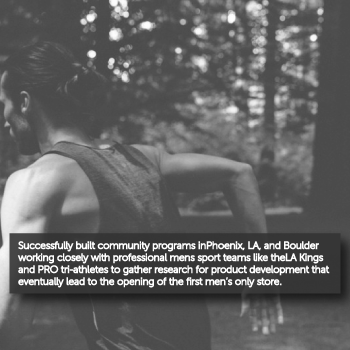 Successfully built community programs inPhoenix, LA, and Boulder
working closely with professional mens sport teams like theLA Kings
and PRO tri-athletes to gather research for product development that
eventually lead to the opening of the first men's only store.